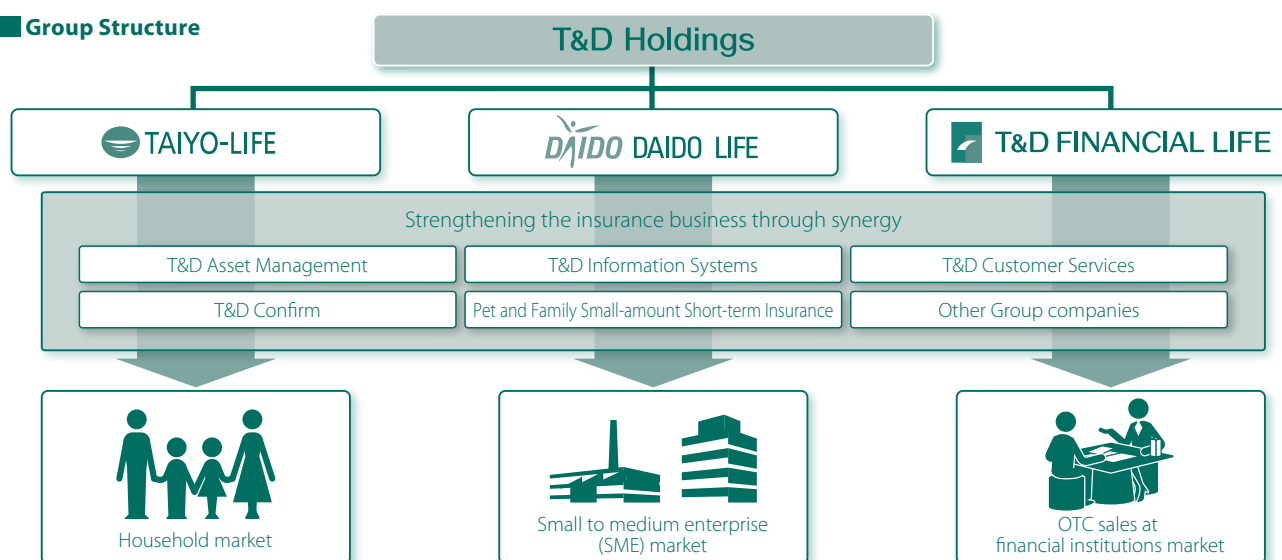 Group Structure
T&D Holdings
TAIYO-LIFE
DAIDO DAIDO LIFE
T&D FINANCIAL LIFE
Strengthening the insurance business through synergy
T&D Asset Management
T&D Information Systems
T&D Customer Services
T&D Confirm
Pet and Family Small-amount Short-term Insurance
Other Group companies
Household market
Small to medium enterprise
(SME) market
OTC sales at
financial institutions market